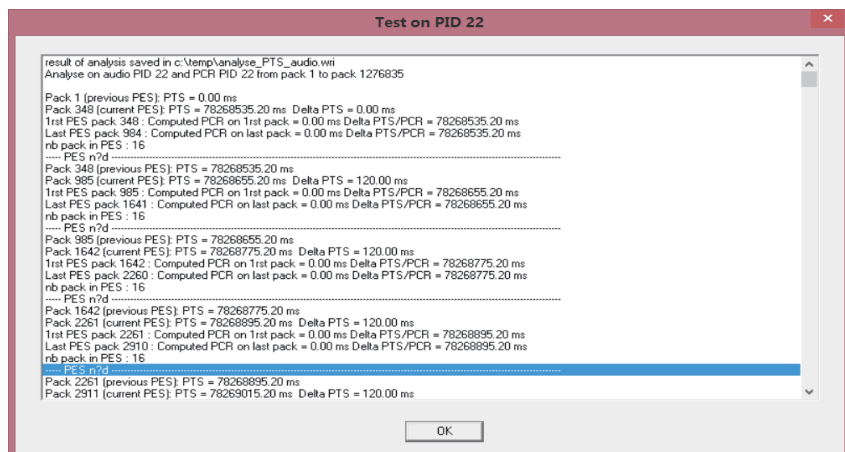 Test on PID 22
×
result of analysis saved in c:\temp\analyse_PTS_audio.wri
Analyse on audio PID 22 and PCR PID 22 from pack 1 to pack 1276835
Pack 1 (previous PES): PTS = 0.00 ms
Pack 348 (current PES): PTS = 78268535.20 ms Delta PTS = 0.00 ms
1rst PES pack 348 : Computed PCR on 1rst pack = 0.00 ms Delta PTS/PCR = 78268535.20 ms
Last PES pack 984 : Computed PCR on last pack = 0.00 ms Delta PTS/PCR = 78268535.20 ms
nb pack in PES : 16
----- PES n?d -----
Pack 348 (previous PES): PTS = 78268535.20 ms
Pack 985 (current PES): PTS = 78268655.20 ms Delta PTS = 120.00 ms
1rst PES pack 985 : Computed PCR on 1rst pack = 0.00 ms Delta PTS/PCR = 78268655.20 ms
Last PES pack 1641 : Computed PCR on last pack = 0.00 ms Delta PTS/PCR = 78268655.20 ms
nb pack in PES : 16
----- PES n?d -----
Pack 985 (previous PES): PTS = 78268655.20 ms
Pack 1642 (current PES): PTS = 78268775.20 ms Delta PTS = 120.00 ms
1rst PES pack 1642 : Computed PCR on 1rst pack = 0.00 ms Delta PTS/PCR = 78268775.20 ms
Last PES pack 2260 : Computed PCR on last pack = 0.00 ms Delta PTS/PCR = 78268775.20 ms
nb pack in PES : 16
----- PES n?d -----
Pack 1642 (previous PES): PTS = 78268775.20 ms
Pack 2261 (current PES): PTS = 78268895.20 ms Delta PTS = 120.00 ms
1rst PES pack 2261 : Computed PCR on 1rst pack = 0.00 ms Delta PTS/PCR = 78268895.20 ms
Last PES pack 2910 : Computed PCR on last pack = 0.00 ms Delta PTS/PCR = 78268895.20 ms
nb pack in PES : 16
----- PES n?d -----
Pack 2261 (previous PES): PTS = 78268895.20 ms
Pack 2911 (current PES): PTS = 78269015.20 ms Delta PTS = 120.00 ms
OK